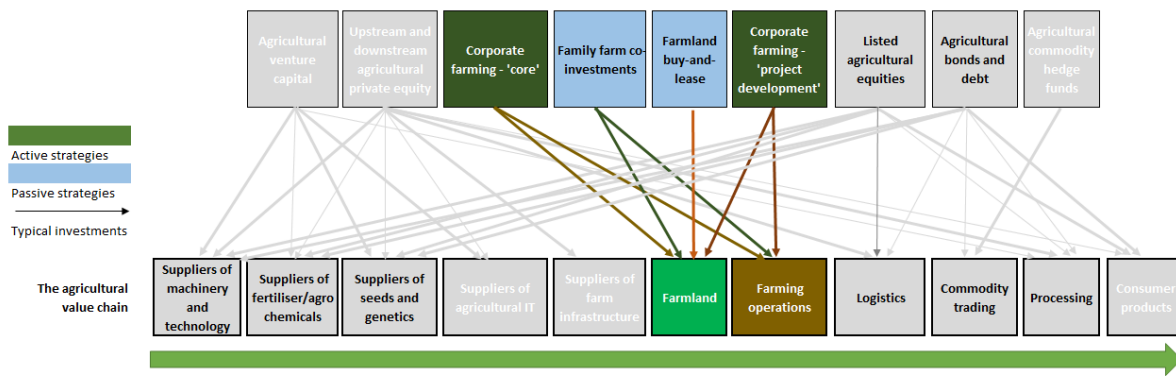 Agricultural
venture
capital
Upstream and
downstream
agricultural
private equity
Corporate
farming - 'core'
Family farm co-
investments
Farmland
buy-and-
lease
Corporate
farming -
'project
development'
Listed
agricultural
equities
Agricultural
bonds and
debt
Agricultural
commodity
hedge
funds
Active strategies
Passive strategies
Typical investments
The agricultural
value chain
Suppliers of
machinery
and
technology
Suppliers of
fertiliser/agro
chemicals
Suppliers of
seeds and
genetics
Suppliers of
agricultural IT
Suppliers of
farm
infrastructure
Farmland
Farming
operations
Logistics
Commodity
trading
Processing
Consumer
products